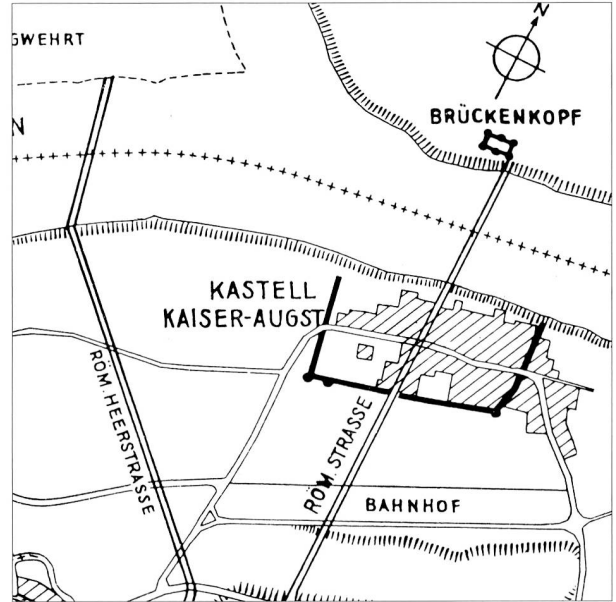 GWEHRT
N
BRÜCKENKOPF
N
KASTELL
KAISER-AUGST
RÖM. HEERSTRASSE
RÖM. STRASSE
BAHNHOF